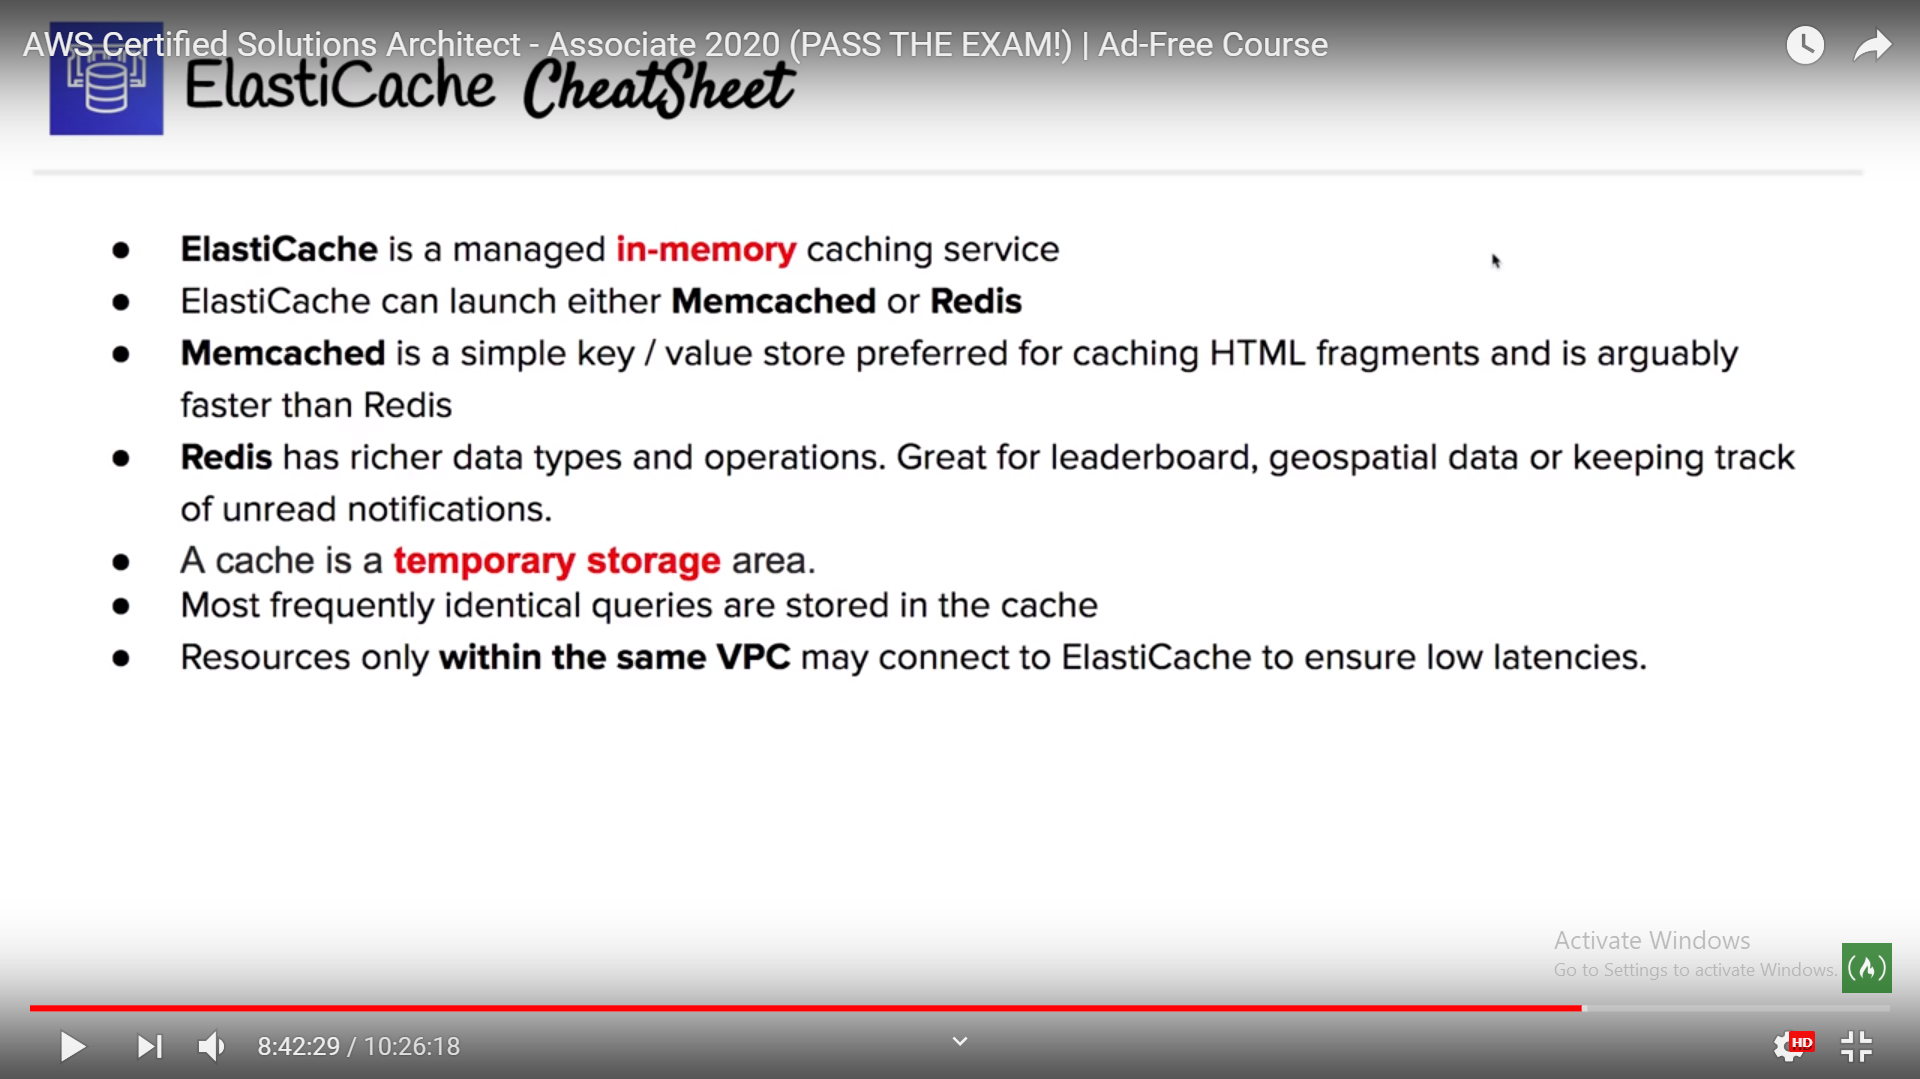 AWS Certified Solutions Architect - Associate 2020 (PASS THE EXAM!) | Ad-Free Course
ElastiCache CheatSheet
● ElastiCache is a managed in-memory caching service
● ElastiCache can launch either Memcached or Redis
● Memcached is a simple key / value store preferred for caching HTML fragments and is arguably
faster than Redis
● Redis has richer data types and operations. Great for leaderboard, geospatial data or keeping track
of unread notifications.
● A cache is a temporary storage area.
● Most frequently identical queries are stored in the cache
● Resources only within the same VPC may connect to ElastiCache to ensure low latencies.
Activate Windows
Go to Settings to activate Windows.
8:42:29 / 10:26:18
HD